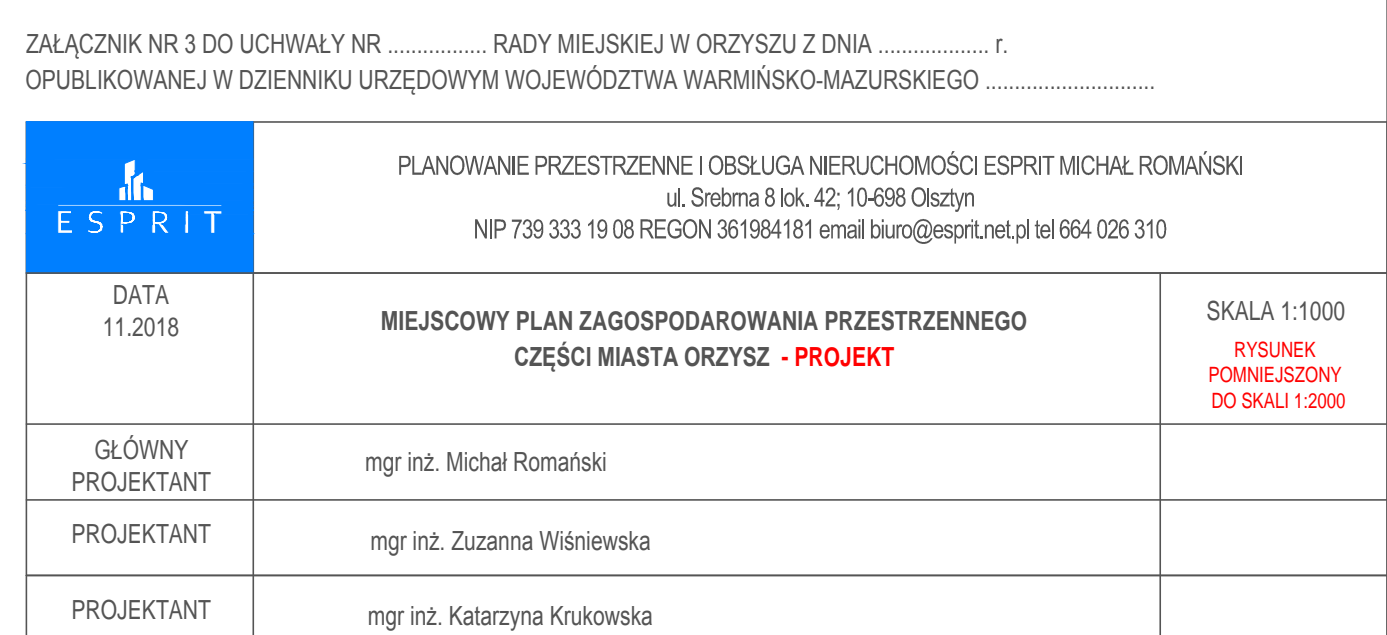 ZAŁĄCZNIK NR 3 DO UCHWAŁY NR ................. RADY MIEJSKIEJ W ORZYSZU Z DNIA ................... r.
OPUBLIKOWANEJ W DZIENNIKU URZĘDOWYM WOJEWÓDZTWA WARMIŃSKO-MAZURSKIEGO .............................
ESPRIT
PLANOWANIE PRZESTRZENNE I OBSŁUGA NIERUCHOMOŚCI ESPRIT MICHAŁ ROMAŃSKI
ul. Srebrna 8 lok. 42; 10-698 Olsztyn
NIP 739 333 19 08 REGON 361984181 email biuro@esprit.net.pl tel 664 026 310
DATA
11.2018
MIEJSCOWY PLAN ZAGOSPODAROWANIA PRZESTRZENNEGO
CZĘŚCI MIASTA ORZYSZ - PROJEKT
SKALA 1:1000
RYSUNEK
POMNIEJSZONY
DO SKALI 1:2000
GŁÓWNY
PROJEKTANT
mgr inż. Michał Romański
PROJEKTANT
mgr inż. Zuzanna Wiśniewska
PROJEKTANT
mgr inż. Katarzyna Krukowska